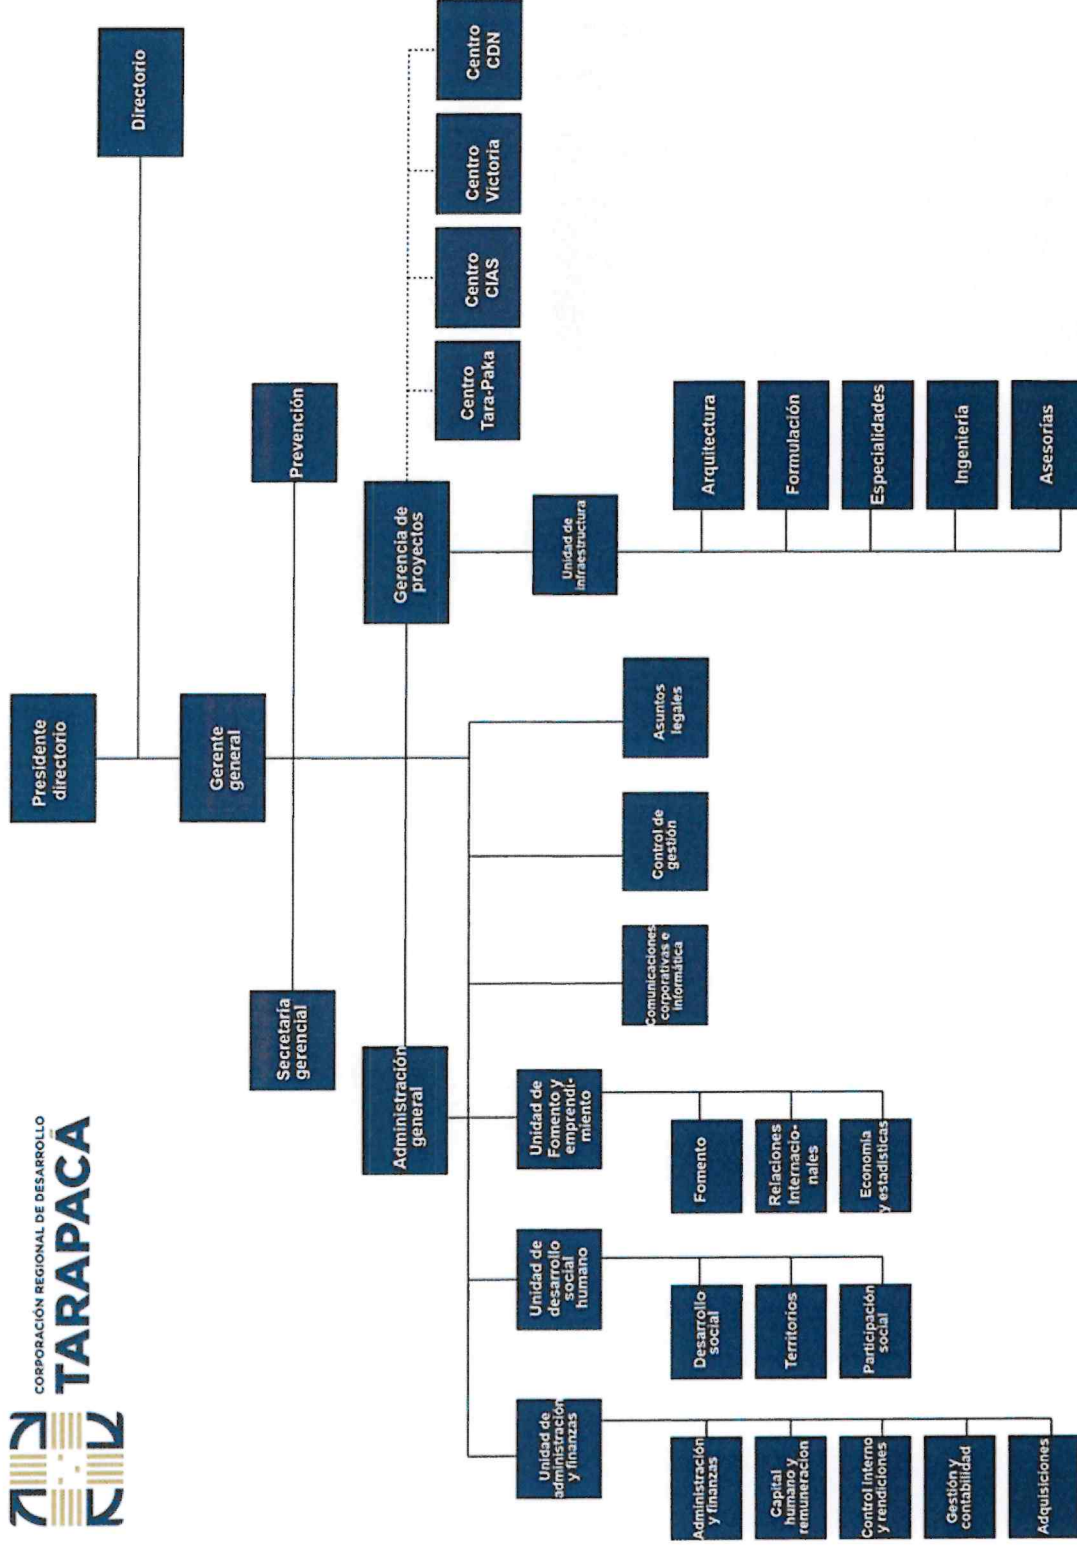 CORPORACIÓN REGIONAL DE DESARROLLO
TARAPACÁ
Presidente
directorio
Directorio
Gerente
general
Secretaría
gerencial
Prevención
Administración
general
Gerencia de
proyectos
Centro
Tara-Paka
Centro
CIAS
Centro
Victoria
Centro
CDN
Unidad de
administración
y finanzas
Unidad de
desarrollo
social
humano
Unidad de
Fomento y
emprendi-
miento
Comunicaciones
corporativas e
informática
Control de
gestión
Asuntos
legales
Unidad de
infraestructura
Administración
y finanzas
Capital
humano y
remuneracion
Control interno
y rendiciones
Gestión y
contabilidad
Adquisiciones
Desarrollo
social
Territorios
Participación
social
Fomento
Relaciones
Internacio-
nales
Economía
y estadísticas
Arquitectura
Formulación
Especialidades
Ingeniería
Asesorías